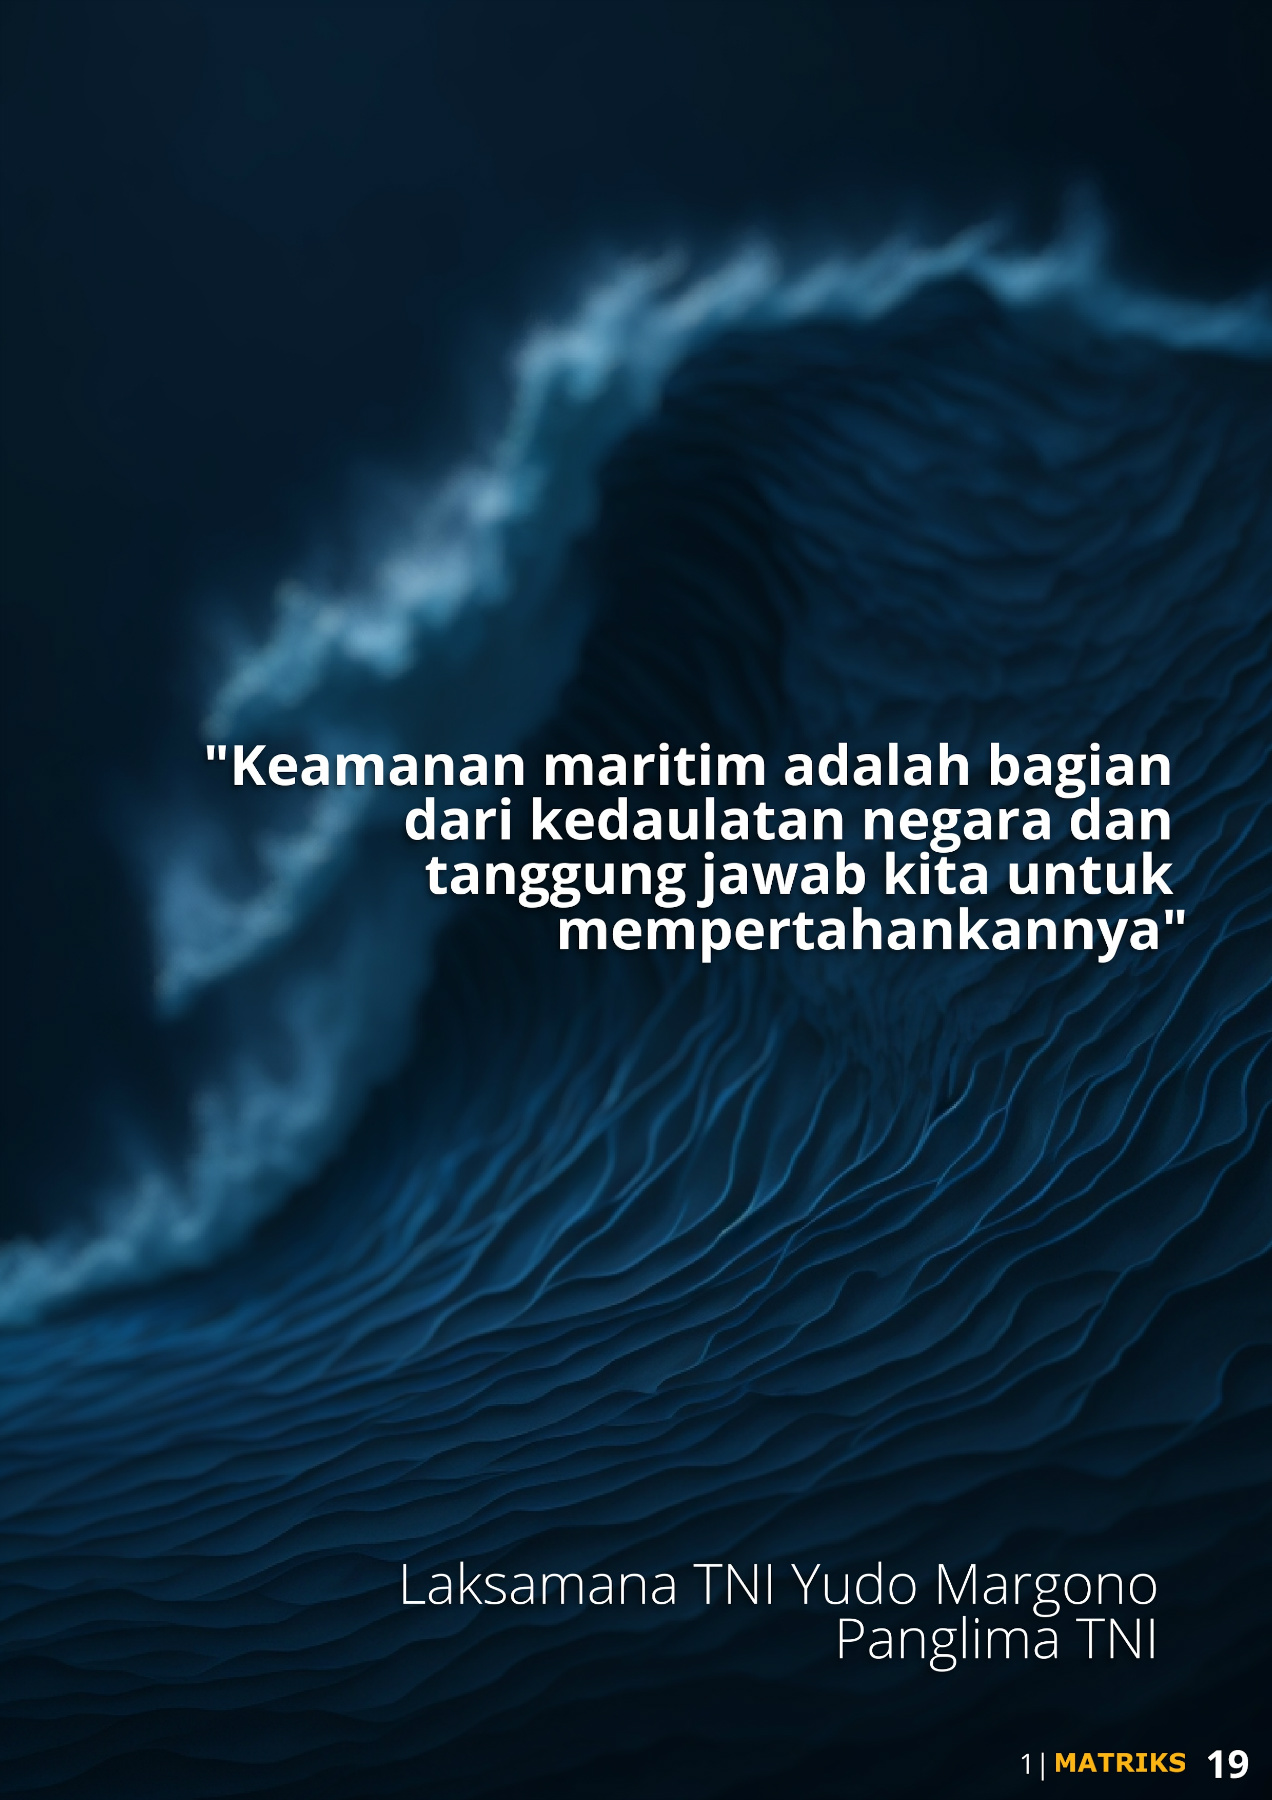 "Keamanan maritim adalah bagian
dari kedaulatan negara dan
tanggung jawab kita untuk
mempertahankannya"
Laksamana TNI Yudo Margono
Panglima TNI
1| MATRIKS 19